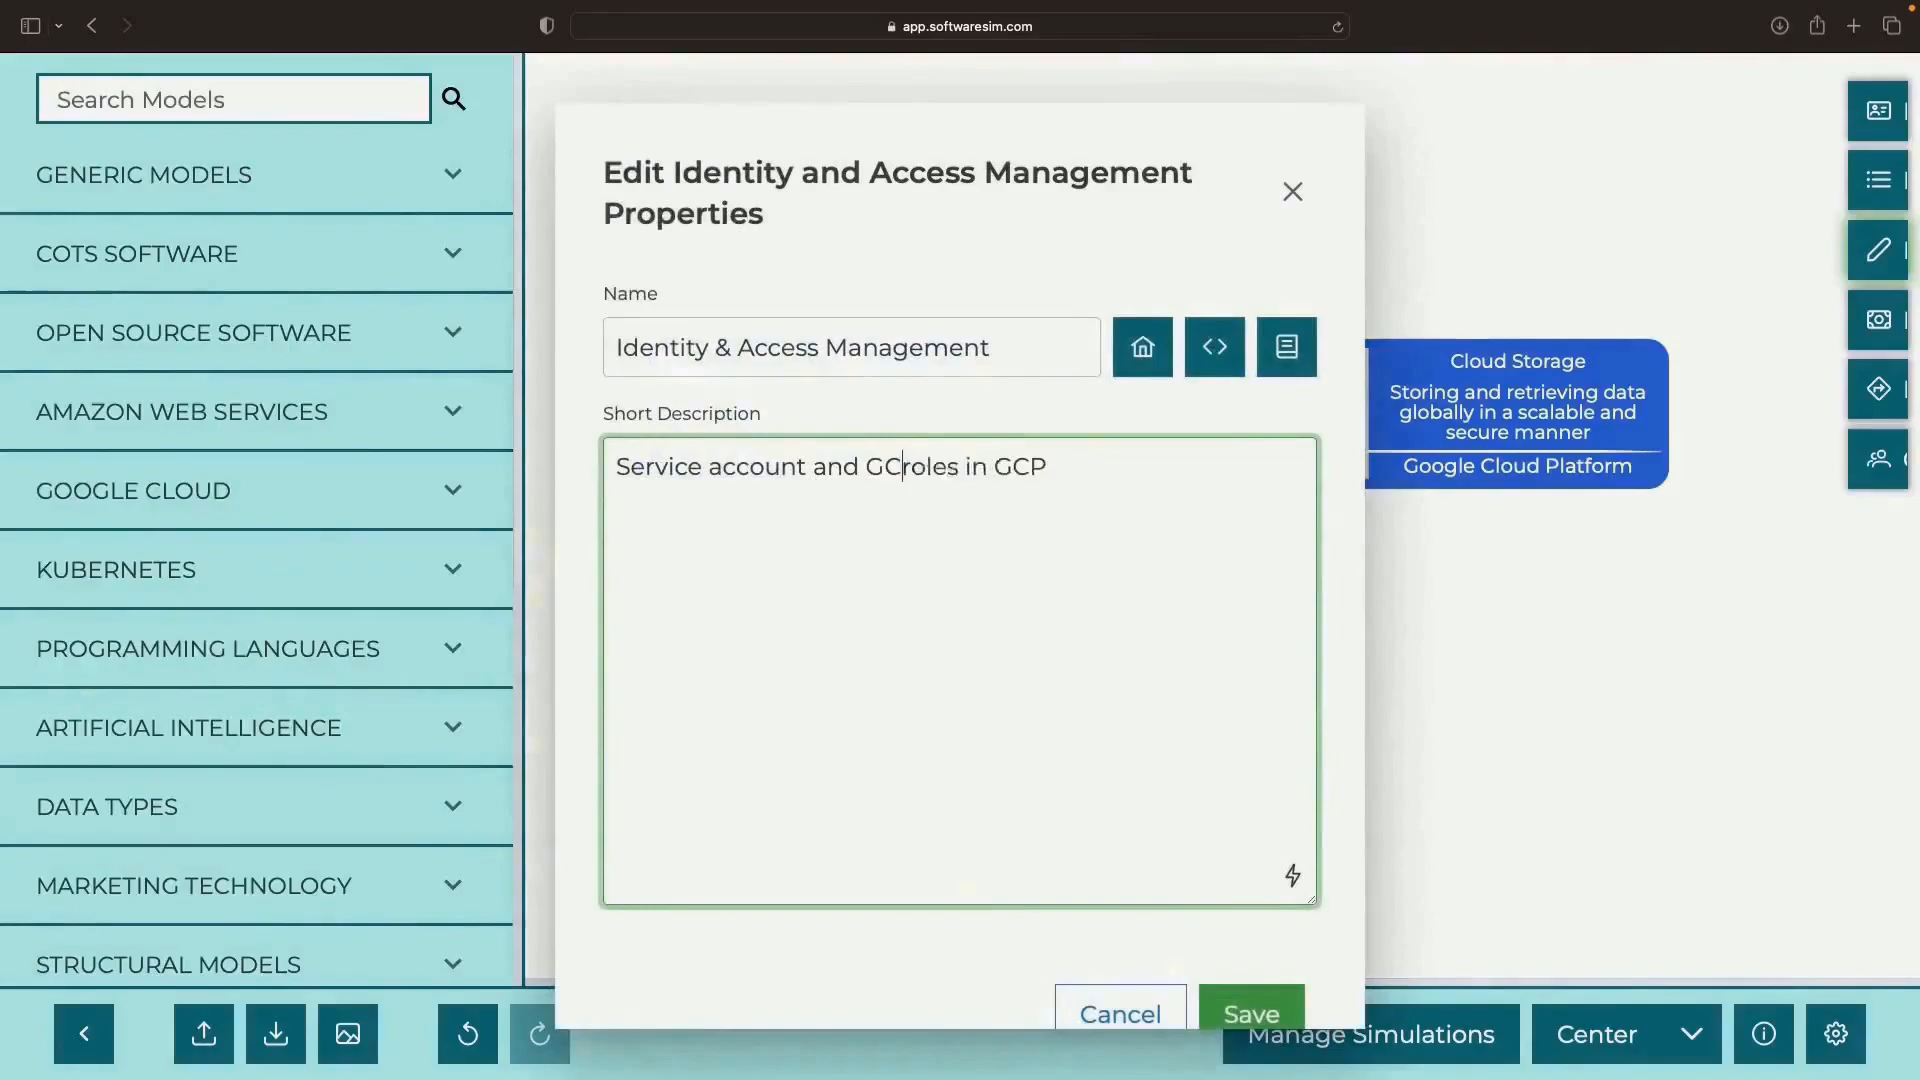 app.softwaresim.com
Search Models
GENERIC MODELS
COTS SOFTWARE
OPEN SOURCE SOFTWARE
AMAZON WEB SERVICES
GOOGLE CLOUD
KUBERNETES
PROGRAMMING LANGUAGES
ARTIFICIAL INTELLIGENCE
DATA TYPES
MARKETING TECHNOLOGY
STRUCTURAL MODELS
Edit Identity and Access Management
Properties
Name
Identity & Access Management
Short Description
Service account and GCroles in GCP
Cancel
Save
Cloud Storage
Storing and retrieving data
globally in a scalable and
secure manner
Google Cloud Platform
Manage Simulations
Center